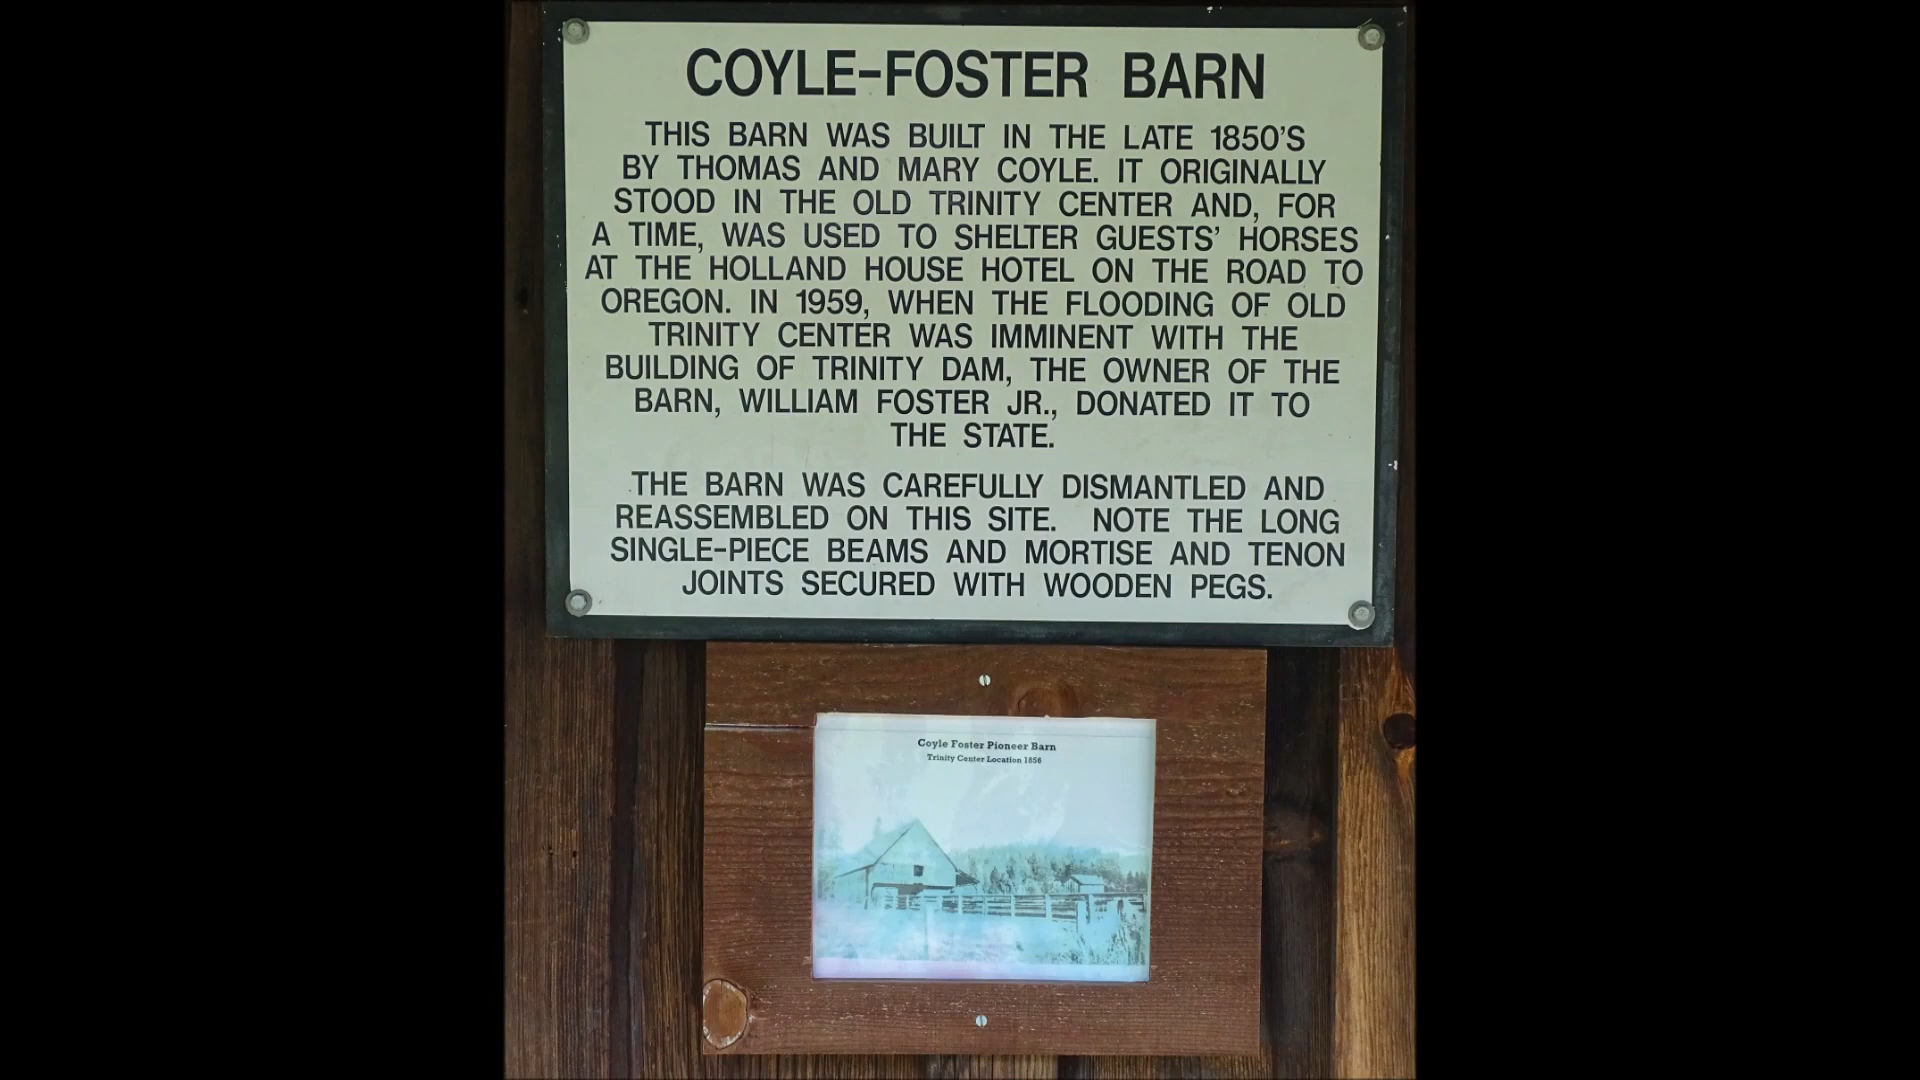 COYLE-FOSTER BARN
THIS BARN WAS BUILT IN THE LATE 1850'S
BY THOMAS AND MARY COYLE. IT ORIGINALLY
STOOD IN THE OLD TRINITY CENTER AND, FOR
A TIME, WAS USED TO SHELTER GUESTS' HORSES
AT THE HOLLAND HOUSE HOTEL ON THE ROAD TO
OREGON. IN 1959, WHEN THE FLOODING OF OLD
TRINITY CENTER WAS IMMINENT WITH THE
BUILDING OF TRINITY DAM, THE OWNER OF THE
BARN, WILLIAM FOSTER JR., DONATED IT TO
THE STATE.
THE BARN WAS CAREFULLY DISMANTLED AND
REASSEMBLED ON THIS SITE. NOTE THE LONG
SINGLE-PIECE BEAMS AND MORTISE AND TENON
JOINTS SECURED WITH WOODEN PEGS.
Coyle Foster Pioneer Barn
Trinity Center Location 1858